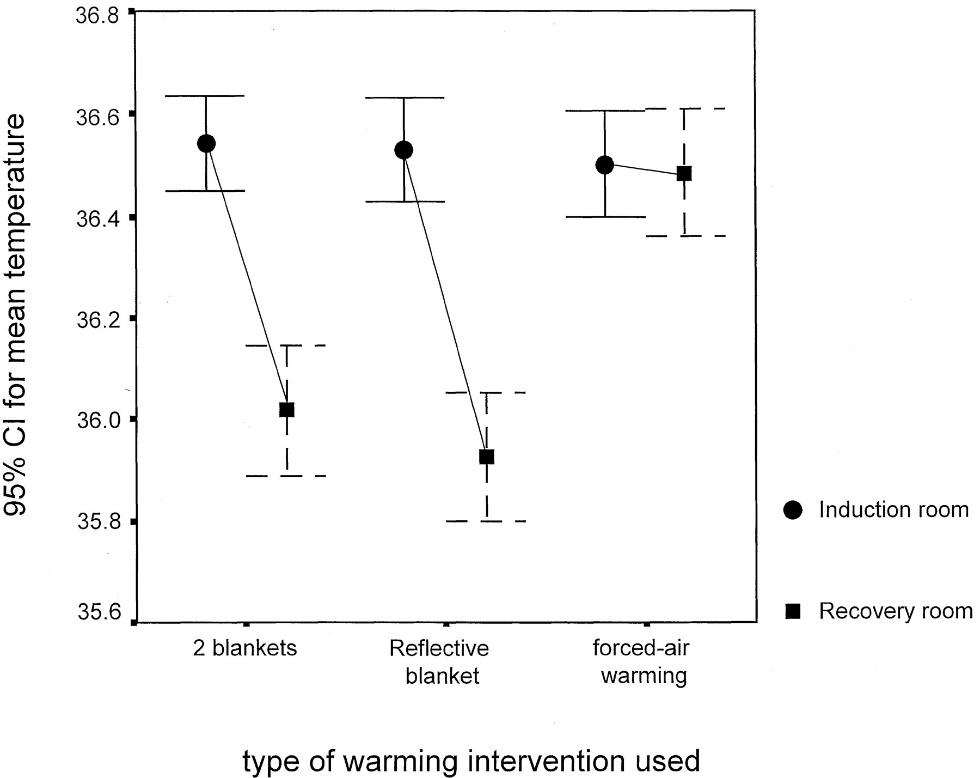 36.8
36.6
36.4
36.2
36.0
35.8
35.6
95% CI for mean temperature
2 blankets
Reflective
blanket
forced-air
warming
type of warming intervention used
Induction room
Recovery room